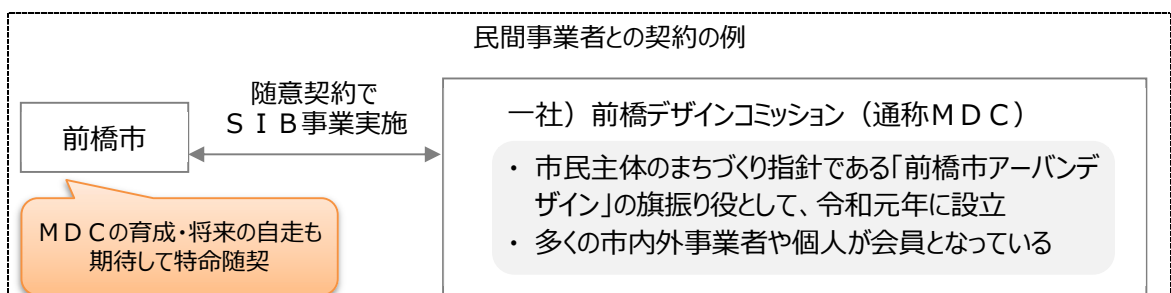 民間事業者との契約の例
随意契約で
ＳＩＢ事業実施
前橋市
一社）前橋デザインコミッション（通称ＭＤＣ）
・ 市民主体のまちづくり指針である「前橋市アーバンデ
ザイン」の旗振り役として、令和元年に設立
・ 多くの市内外事業者や個人が会員となっている
ＭＤＣの育成・将来の自走も
期待して特命随契